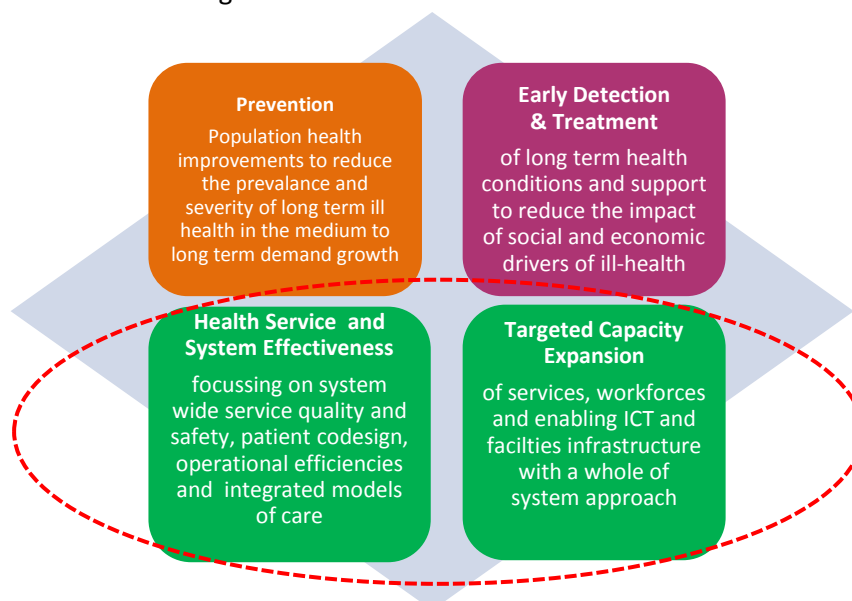 Prevention
Population health
improvements to reduce
the prevalance and
severity of long term ill
health in the medium to
long term demand growth
Early Detection
& Treatment
of long term health
conditions and support
to reduce the impact
of social and economic
drivers of ill-health
Health Service and
System Effectiveness
focussing on system
wide service quality and
safety, patient codesign,
operational efficiencies
and integrated models
of care
Targeted Capacity
Expansion
of services, workforces
and enabling ICT and
facilties infrastructure
with a whole of
system approach